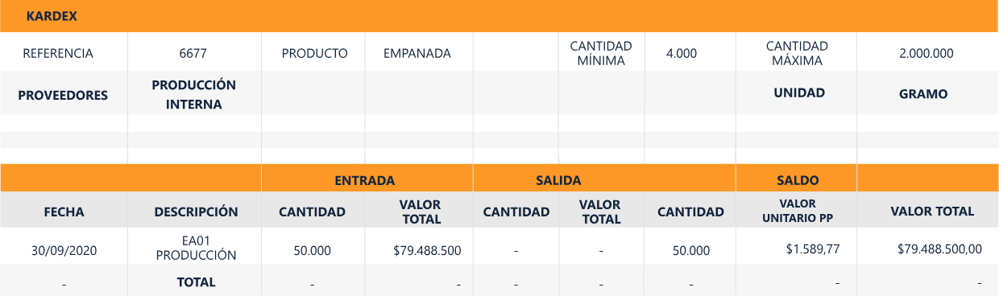 KARDEX
REFERENCIA 6677 PRODUCTO EMPANADA CANTIDAD MÍNIMA 4.000 CANTIDAD MÁXIMA 2.000.000
PROVEEDORES PRODUCCIÓN INTERNA UNIDAD GRAMO
ENTRADA SALIDA SALDO
FECHA DESCRIPCIÓN CANTIDAD VALOR TOTAL CANTIDAD VALOR TOTAL CANTIDAD VALOR UNITARIO PP VALOR TOTAL
30/09/2020 EA01 PRODUCCIÓN 50.000 $79.488.500 - - 50.000 $1.589,77 $79.488.500,00
- TOTAL - - - - - - -